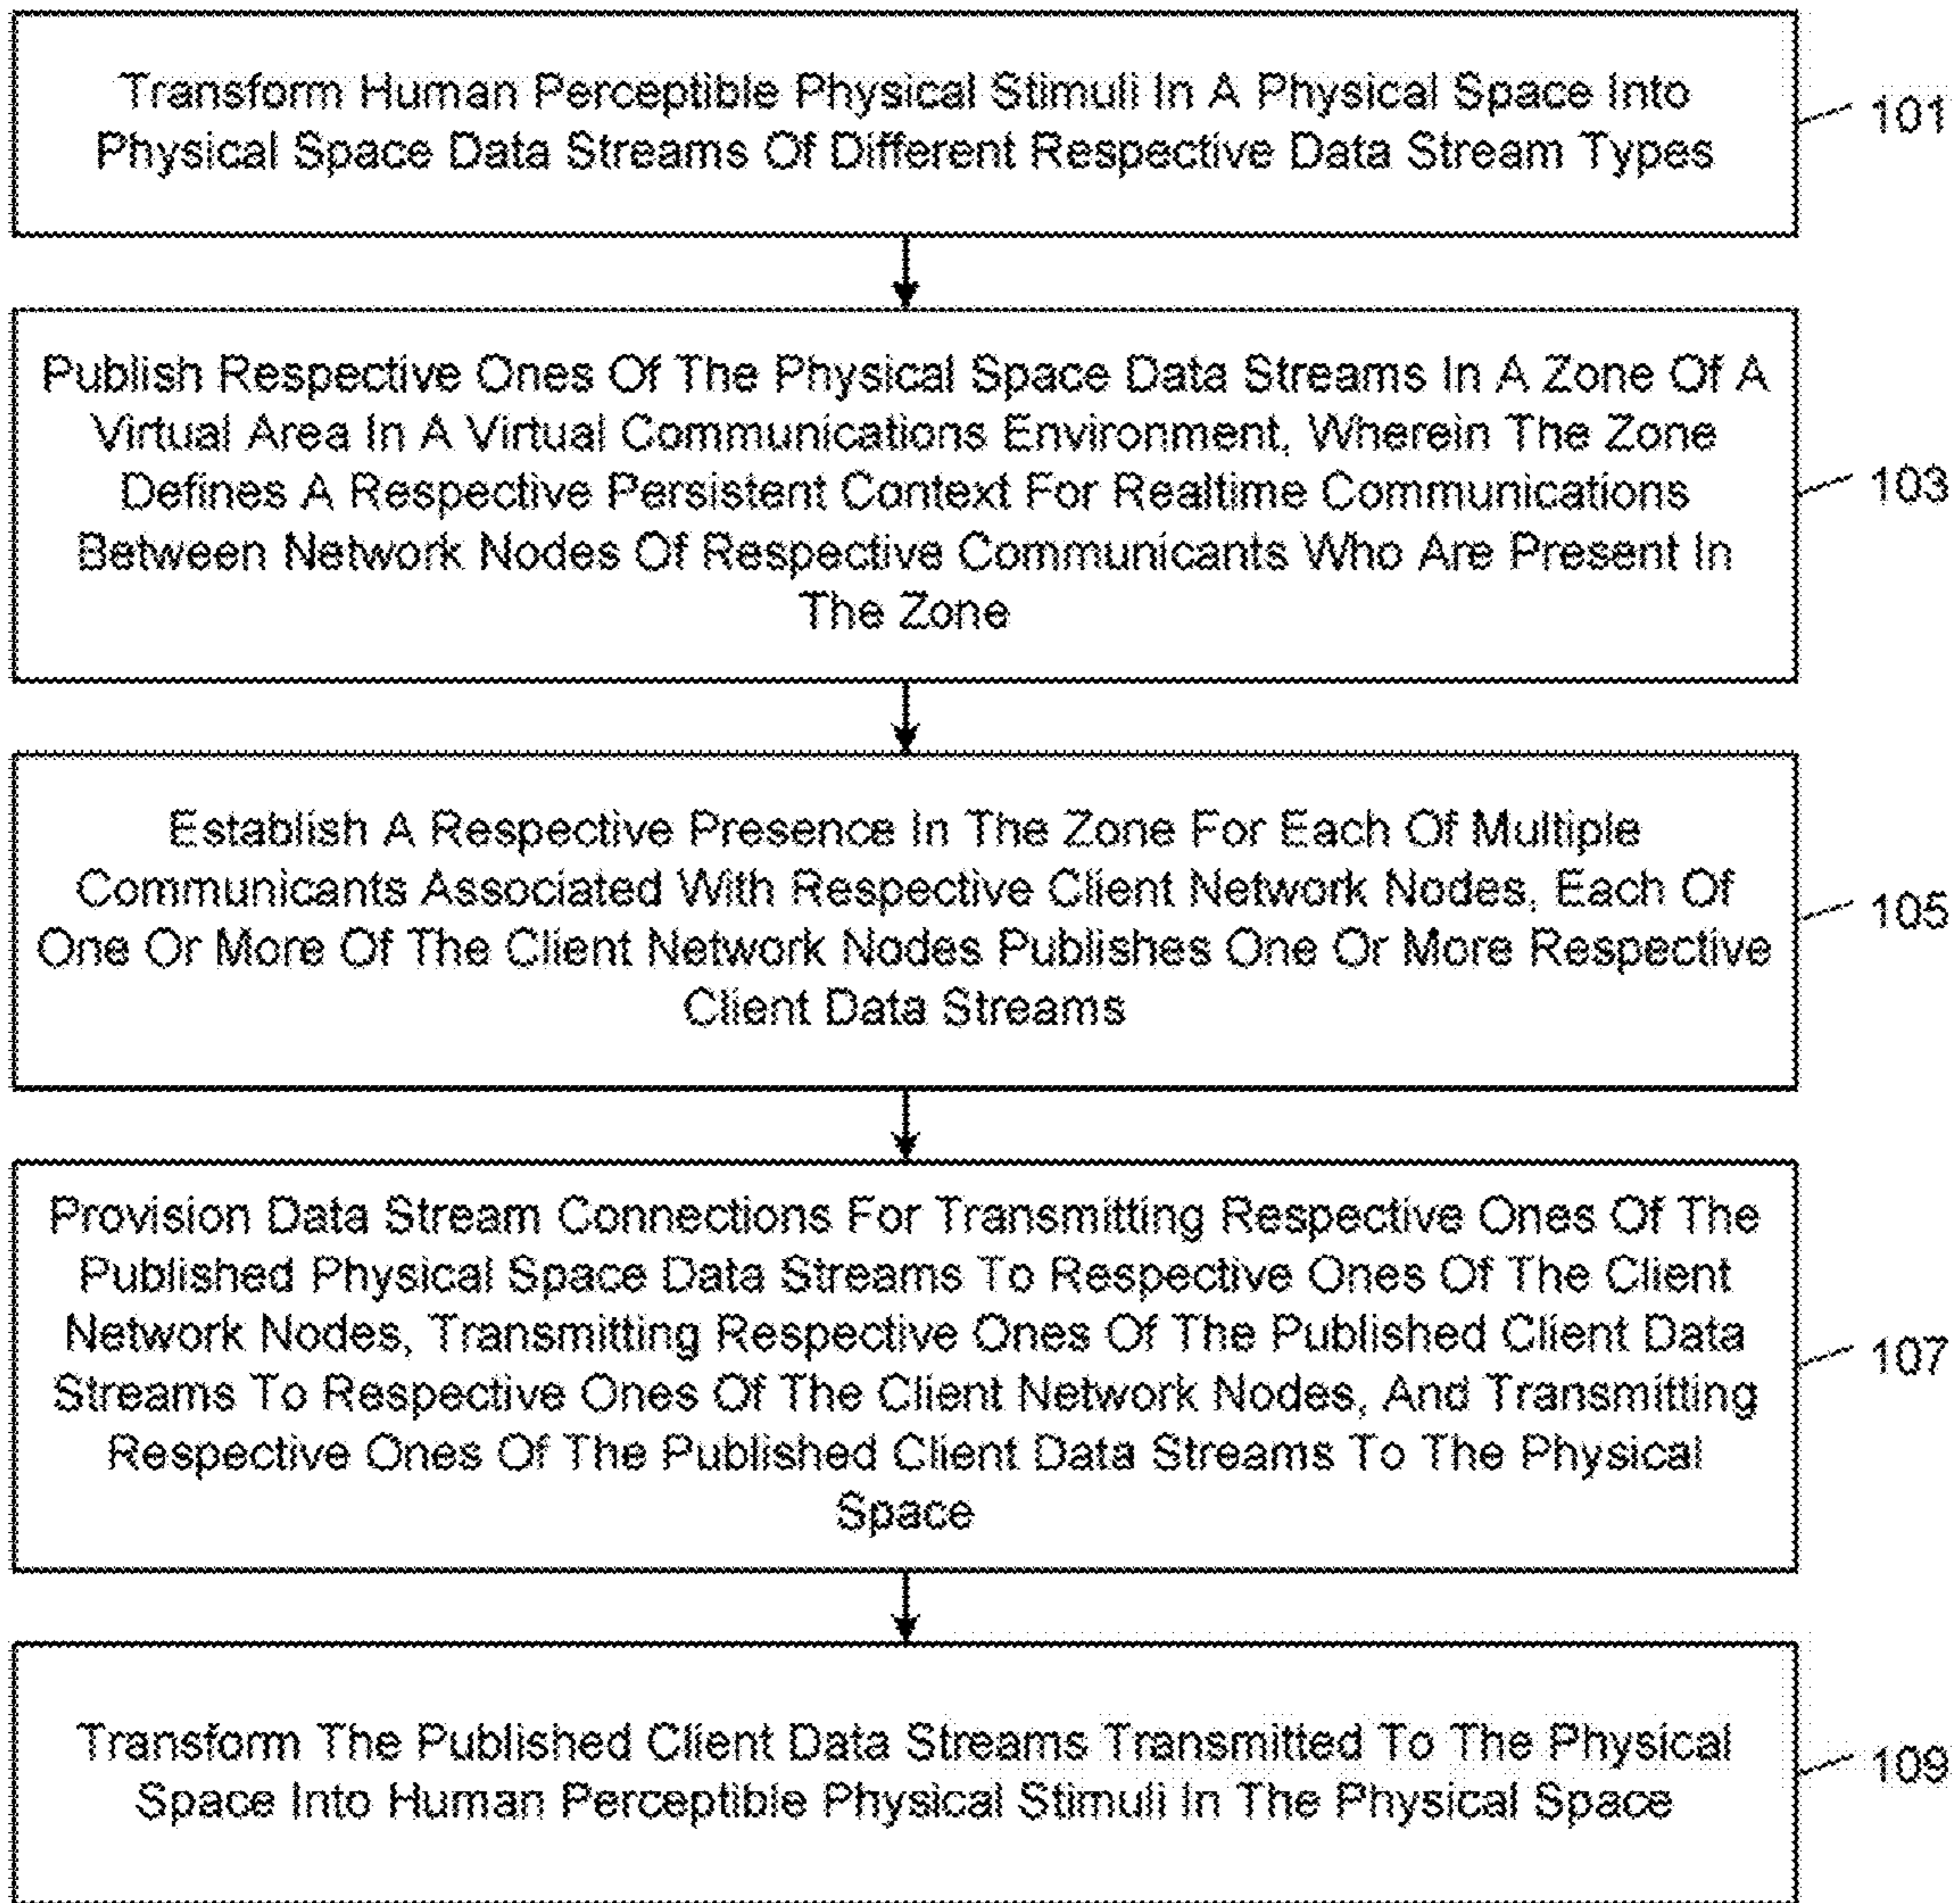 Transform Human Perceptible Physical Stimuli In A Physical Space Into
Physical Space Data Streams Of Different Respective Data Stream Types
101
Publish Respective Ones Of The Physical Space Data Streams In A Zone Of A
Virtual Area In A Virtual Communications Environment, Wherein The Zone
Defines A Respective Persistent Context For Realtime Communications
Between Network Nodes Of Respective Communicants Who Are Present In
The Zone
103
Establish A Respective Presence In The Zone For Each Of Multiple
Communicants Associated With Respective Client Network Nodes, Each Of
One Or More Of The Client Network Nodes Publishes One Or More Respective
Client Data Streams
105
Provision Data Stream Connections For Transmitting Respective Ones Of The
Published Physical Space Data Streams To Respective Ones Of The Client
Network Nodes, Transmitting Respective Ones Of The Published Client Data
Streams To Respective Ones Of The Client Network Nodes, And Transmitting
Respective Ones Of The Published Client Data Streams To The Physical
Space
107
Transform The Published Client Data Streams Transmitted To The Physical
Space Into Human Perceptible Physical Stimuli In The Physical Space
109